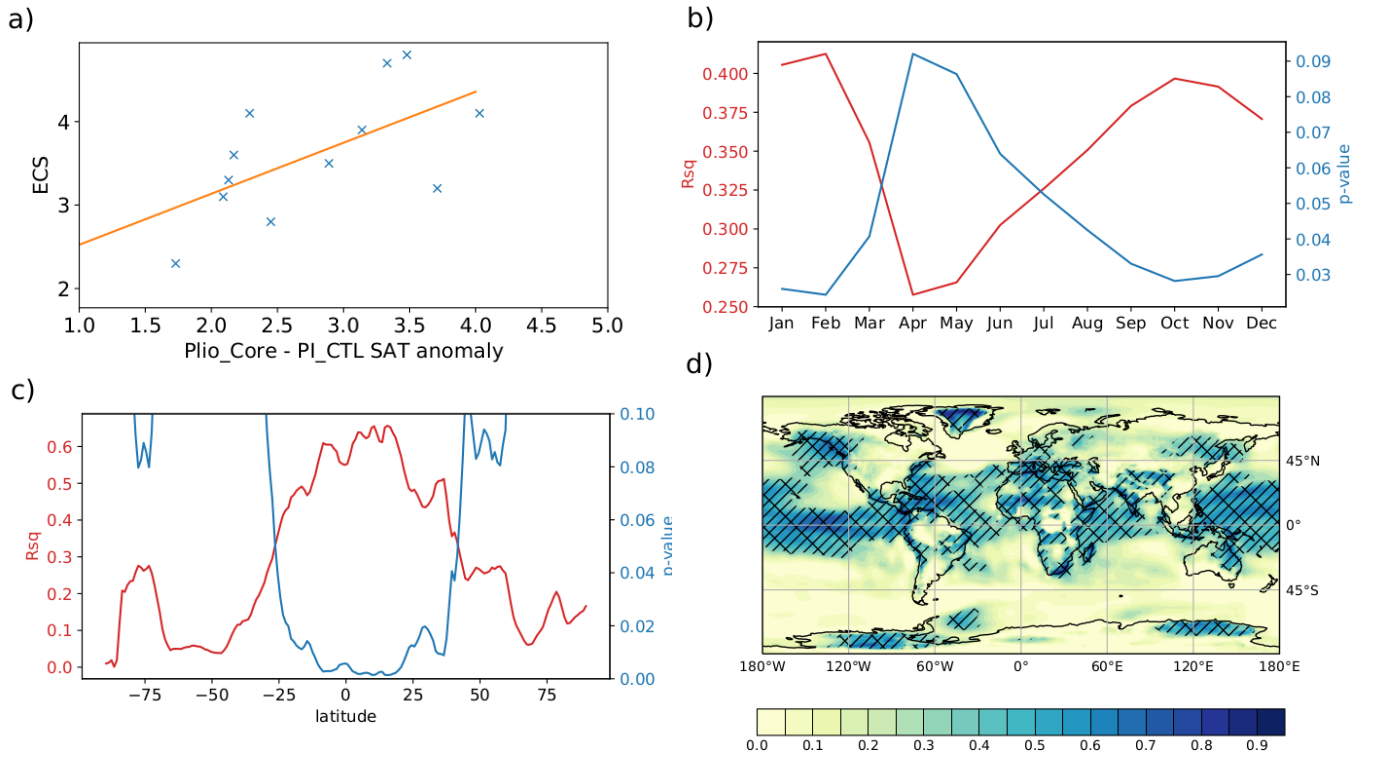 a)
4
3
2
ECS
1.0 1.5 2.0 2.5 3.0 3.5 4.0 4.5 5.0
Plio_Core - PI_CTL SAT anomaly
b)
0.400
0.375
0.350
0.325
0.300
0.275
0.250
Rsq
0.09
0.08
0.07
0.06
0.05
0.04
0.03
p-value
Jan Feb Mar Apr May Jun Jul Aug Sep Oct Nov Dec
c)
0.6
0.5
0.4
0.3
0.2
0.1
0.0
Rsq
0.10
0.08
0.06
0.04
0.02
0.00
p-value
−75 −50 −25 0 25 50 75
latitude
d)
45°N
0°
45°S
180°W 120°W 60°W 0° 60°E 120°E 180°E
0.0 0.1 0.2 0.3 0.4 0.5 0.6 0.7 0.8 0.9